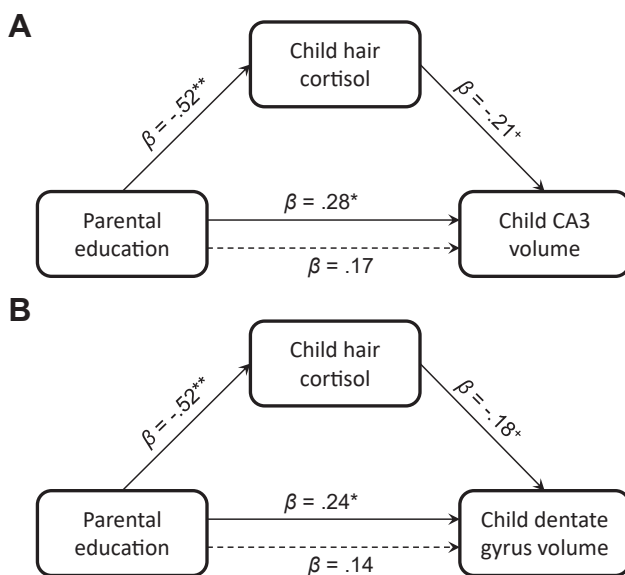 A
Child hair
cortisol
β = -.52**
β = -.21⁺
Parental
education
β = .28*
β = .17
Child CA3
volume
B
Child hair
cortisol
β = -.52**
β = -.18⁺
Parental
education
β = .24*
β = .14
Child dentate
gyrus volume